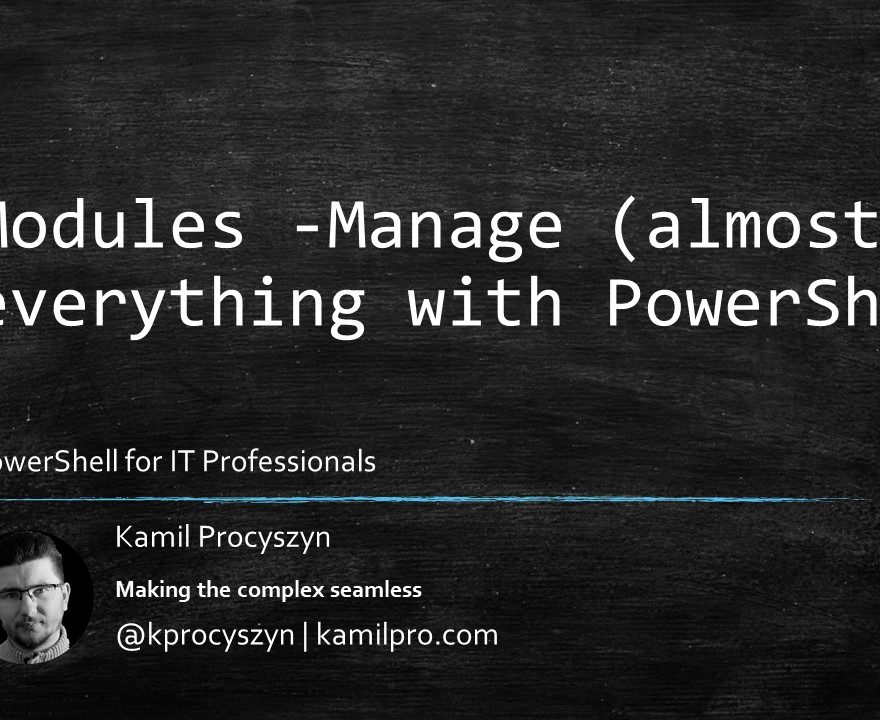 Modules -Manage (almost
everything with PowerSh
owerShell for IT Professionals
Kamil Procyszyn
Making the complex seamless
@kprocyszyn | kamilpro.com